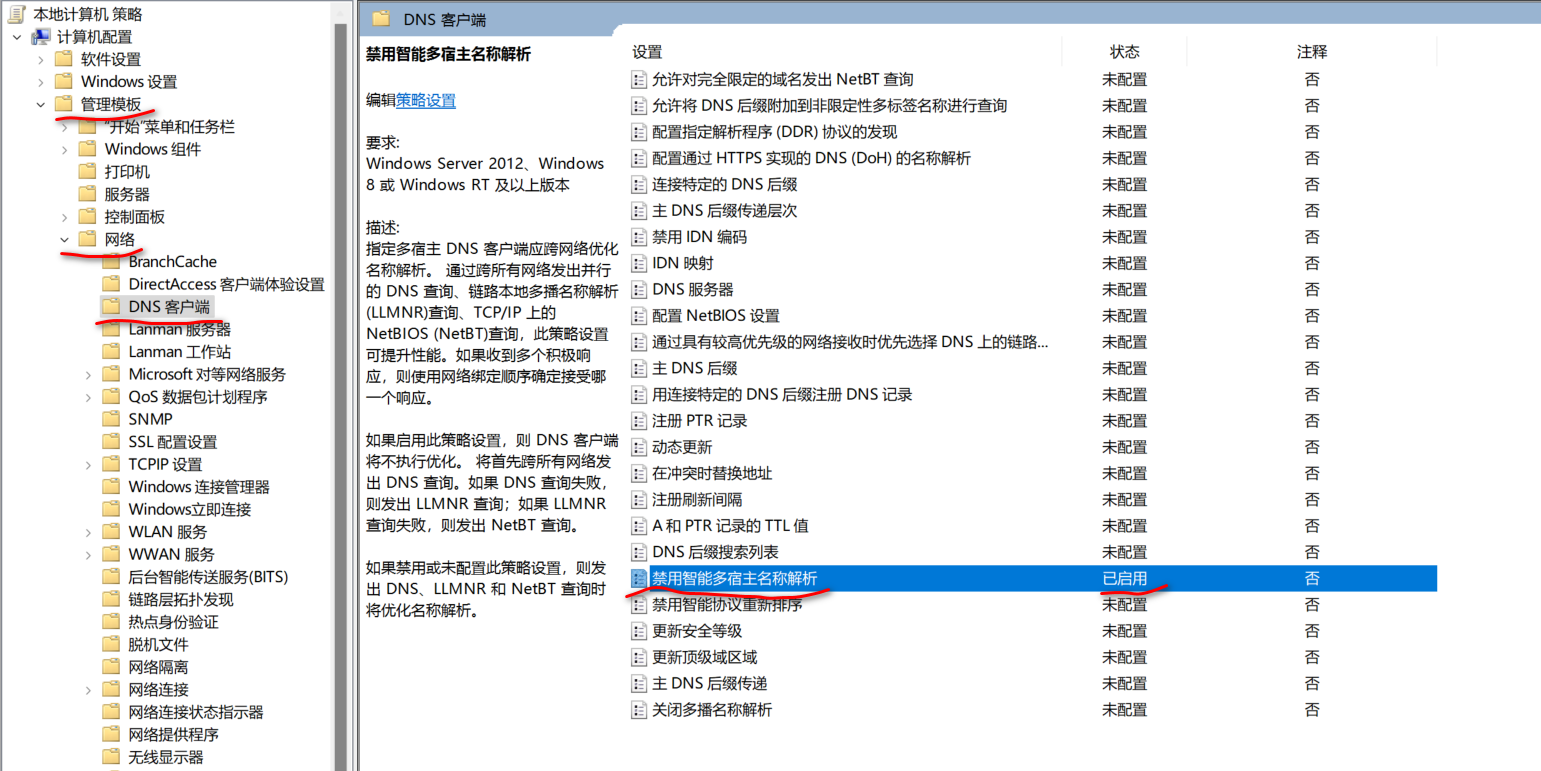 本地计算机 策略
计算机配置
软件设置
Windows 设置
管理模板
"开始"菜单和任务栏
Windows 组件
打印机
服务器
控制面板
网络
BranchCache
DirectAccess 客户端体验设置
DNS 客户端
Lanman 服务器
Lanman 工作站
Microsoft 对等网络服务
QoS 数据包计划程序
SNMP
SSL 配置设置
TCPIP 设置
Windows 连接管理器
Windows立即连接
WLAN 服务
WWAN 服务
后台智能传送服务(BITS)
链路层拓扑发现
热点身份验证
脱机文件
网络隔离
网络连接
网络连接状态指示器
网络提供程序
无线显示器
DNS 客户端
禁用智能多宿主名称解析
编辑策略设置
要求:
Windows Server 2012、Windows
8 或 Windows RT 及以上版本
描述:
指定多宿主 DNS 客户端应跨网络优化
名称解析。 通过跨所有网络发出并行
的 DNS 查询、链路本地多播名称解析
(LLMNR)查询、TCP/IP 上的
NetBIOS (NetBT)查询，此策略设置
可提升性能。如果收到多个积极响
应，则使用网络绑定顺序确定接受哪
一个响应。
如果启用此策略设置，则 DNS 客户端
将不执行优化。 将首先跨所有网络发
出 DNS 查询。如果 DNS 查询失败，
则发出 LLMNR 查询；如果 LLMNR
查询失败，则发出 NetBT 查询。
如果禁用或未配置此策略设置，则发
出 DNS、LLMNR 和 NetBT 查询时
将优化名称解析。
设置 状态 注释
允许对完全限定的域名发出 NetBT 查询 未配置 否
允许将 DNS 后缀附加到非限定性多标签名称进行查询 未配置 否
配置指定解析程序 (DDR) 协议的发现 未配置 否
配置通过 HTTPS 实现的 DNS (DoH) 的名称解析 未配置 否
连接特定的 DNS 后缀 未配置 否
主 DNS 后缀传递层次 未配置 否
禁用 IDN 编码 未配置 否
IDN 映射 未配置 否
DNS 服务器 未配置 否
配置 NetBIOS 设置 未配置 否
通过具有较高优先级的网络接收时优先选择 DNS 上的链路... 未配置 否
主 DNS 后缀 未配置 否
用连接特定的 DNS 后缀注册 DNS 记录 未配置 否
注册 PTR 记录 未配置 否
动态更新 未配置 否
在冲突时替换地址 未配置 否
注册刷新间隔 未配置 否
A 和 PTR 记录的 TTL 值 未配置 否
DNS 后缀搜索列表 未配置 否
禁用智能多宿主名称解析 已启用 否
禁用智能协议重新排序 未配置 否
更新安全等级 未配置 否
更新顶级域区域 未配置 否
主 DNS 后缀传递 未配置 否
关闭多播名称解析 未配置 否